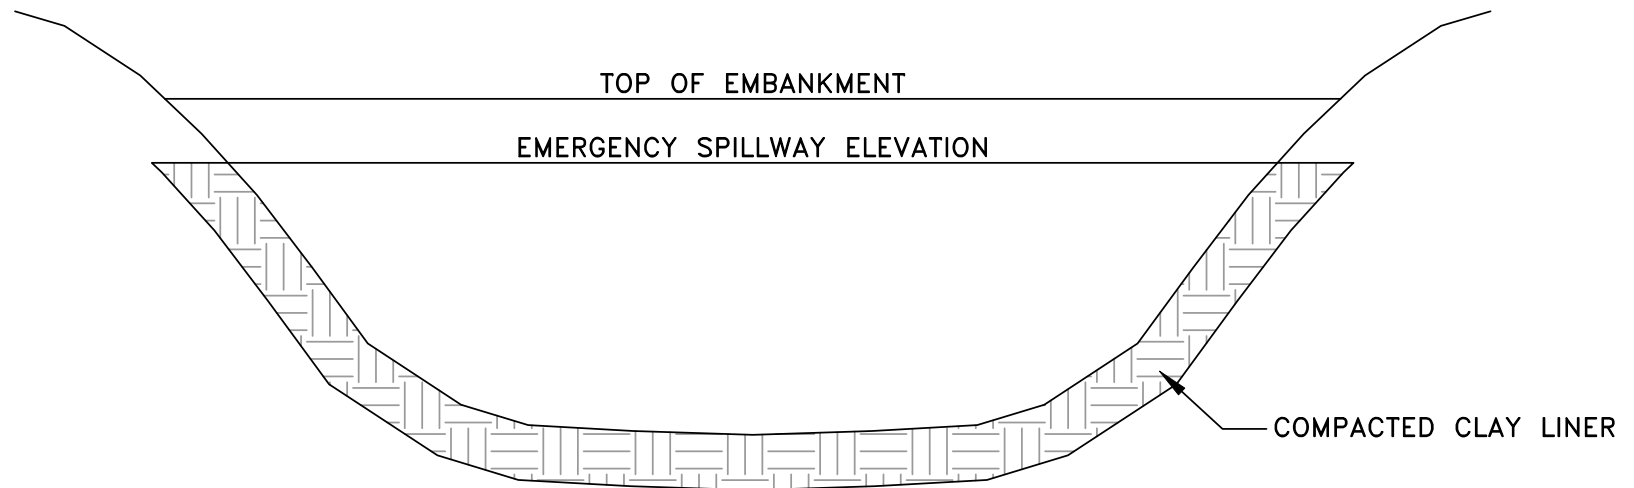 TOP OF EMBANKMENT
EMERGENCY SPILLWAY ELEVATION
COMPACTED CLAY LINER